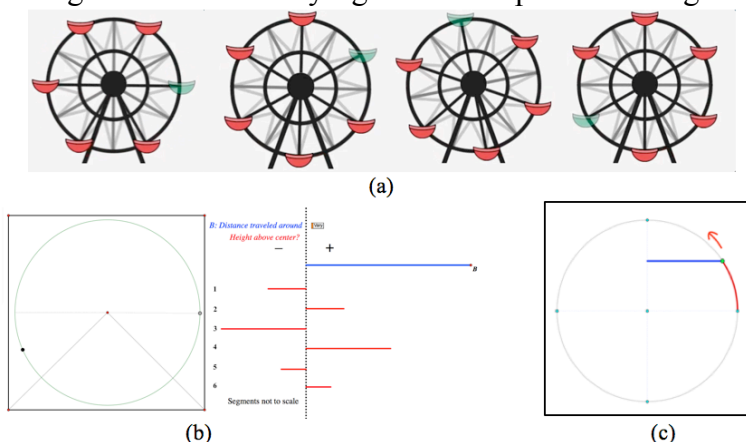 (a)
B: Distance traveled around
Height above center?
− +
B
1
2
3
4
5
6
Segments not to scale
(b)
(c)